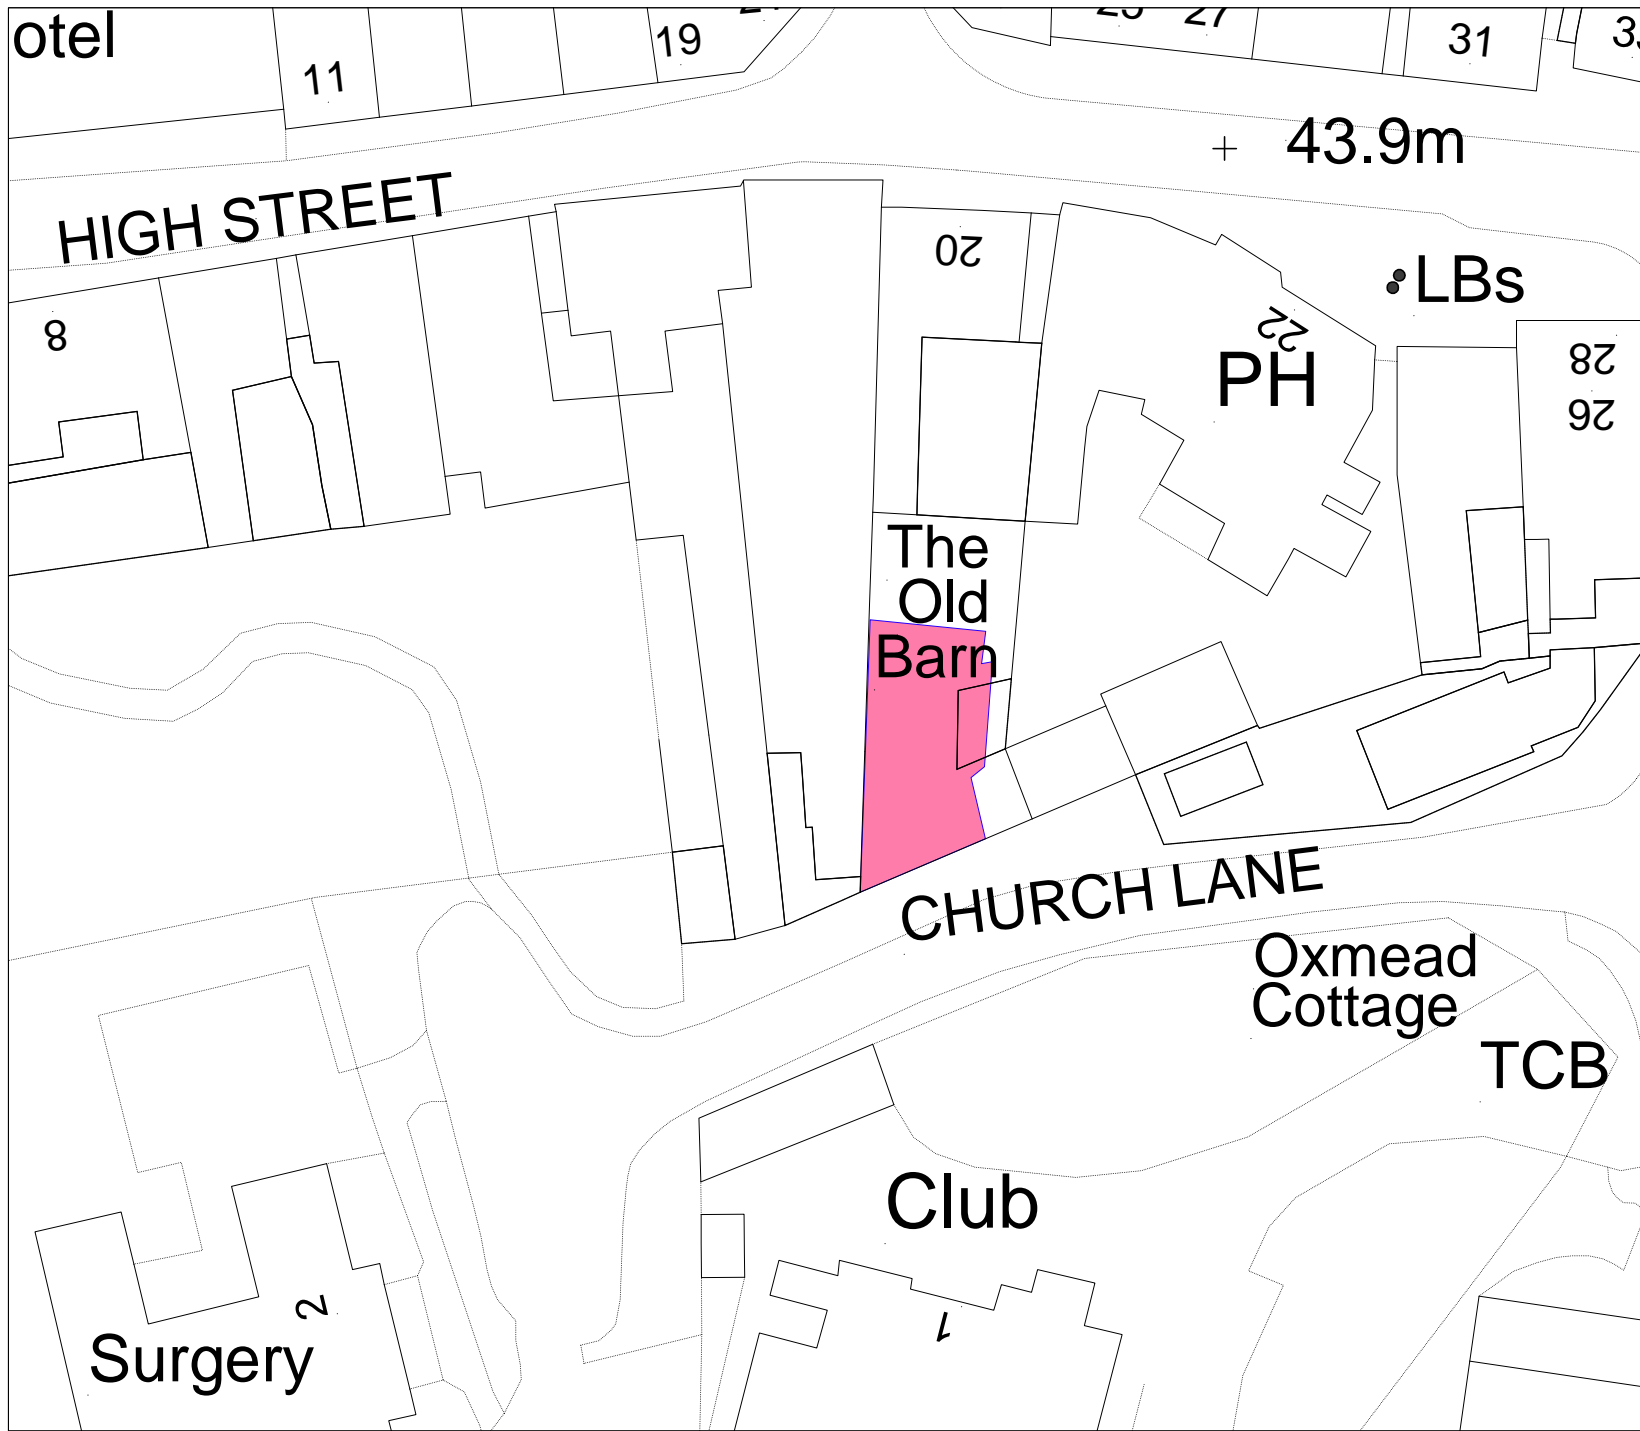 otel
11
19
27
31
43.9m
HIGH STREET
20
LBs
8
22
PH
28
26
The
Old
Barn
CHURCH LANE
Oxmead
Cottage
TCB
Club
2
1
Surgery